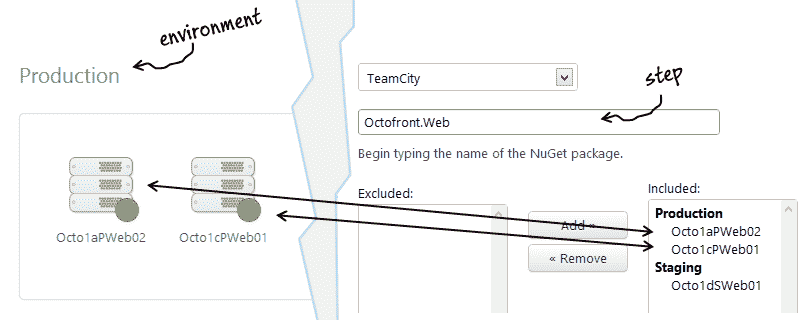 environment
Production
Octo1aPWeb02
Octo1cPWeb01
TeamCity
step
Octofront.Web
Begin typing the name of the NuGet package.
Excluded:
Add »
« Remove
Included:
Production
Octo1aPWeb02
Octo1cPWeb01
Staging
Octo1dSWeb01